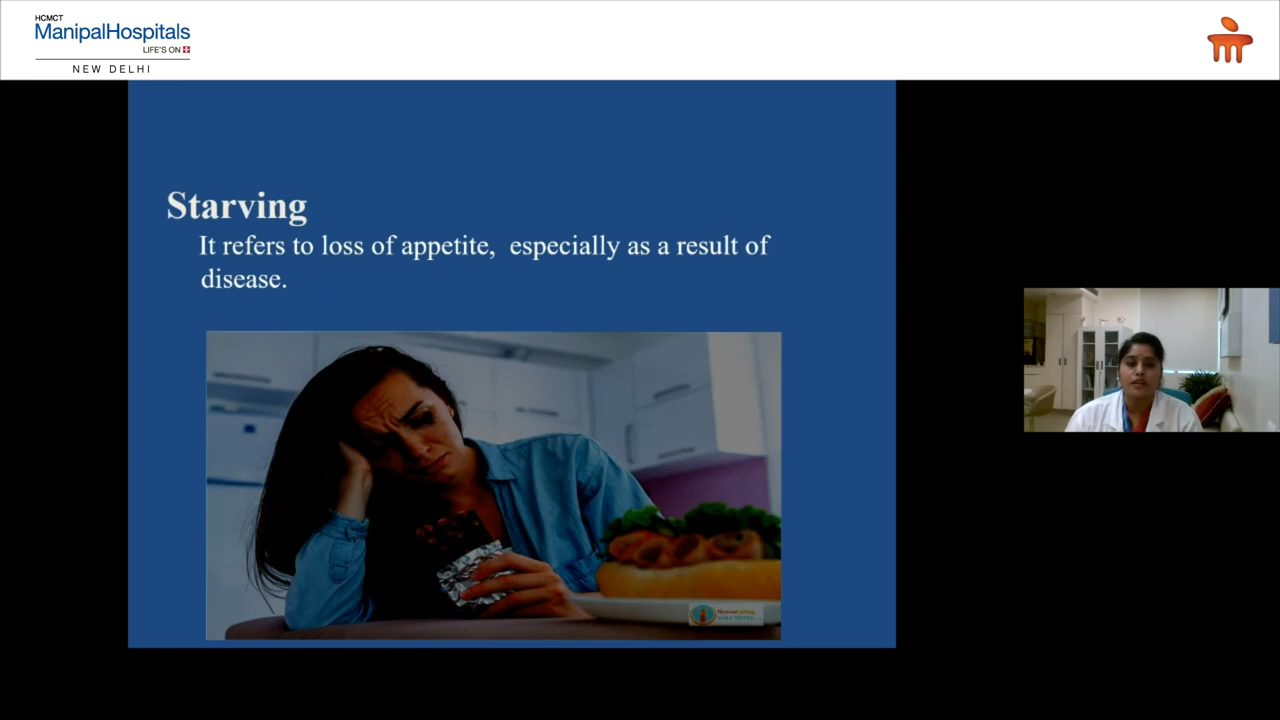 HCMCT
ManipalHospitals
LIFE'S ON
NEW DELHI
Starving
It refers to loss of appetite, especially as a result of
disease.